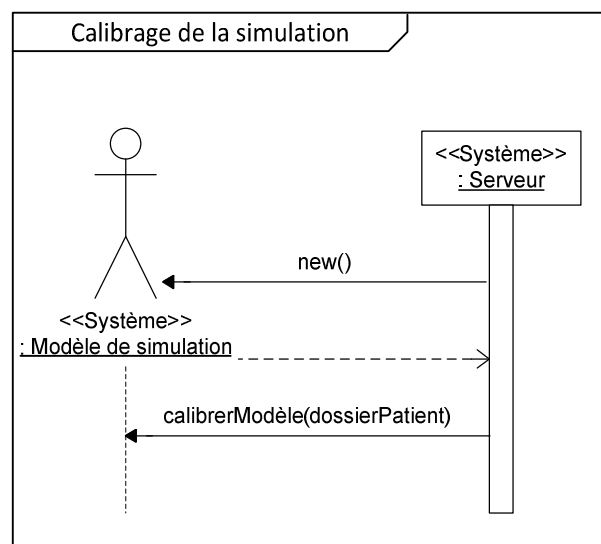 Calibrage de la simulation
<<Système>>
: Serveur
new()
<<Système>>
: Modèle de simulation
calibrerModèle(dossierPatient)